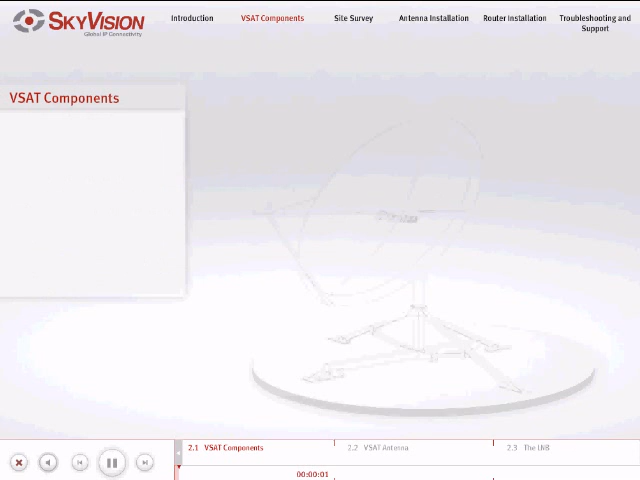 SKYVISION
Global IP Connectivity
Introduction
VSAT Components
Site Survey
Antenna Installation
Router Installation
Troubleshooting and
Support
VSAT Components
2.1 VSAT Components
2.2 VSAT Antenna
2.3 The LNB
00:00:01